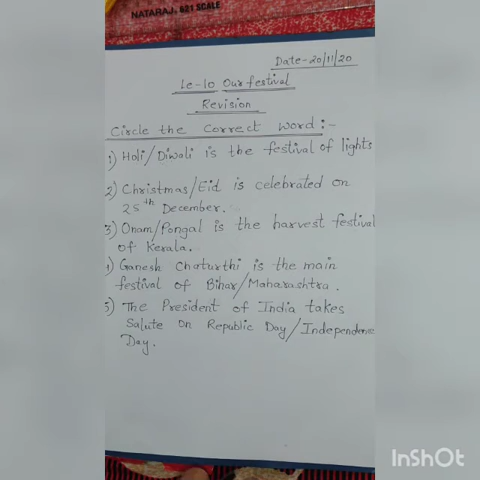 NATARAJ. 621 SCALE
Date-20/11/20
Le-10 Our festival
Revision
Circle the Correct Word:-
1) Holi/Diwali is the festival of lights
2) Christmas/Eid is celebrated on
25th December.
3) Onam/Pongal is the harvest festival
of Kerala.
4) Ganesh Chaturthi is the main
festival of Bihar/Maharashtra.
5) The President of India takes
Salute on Republic Day/Independence
Day.
InShOt